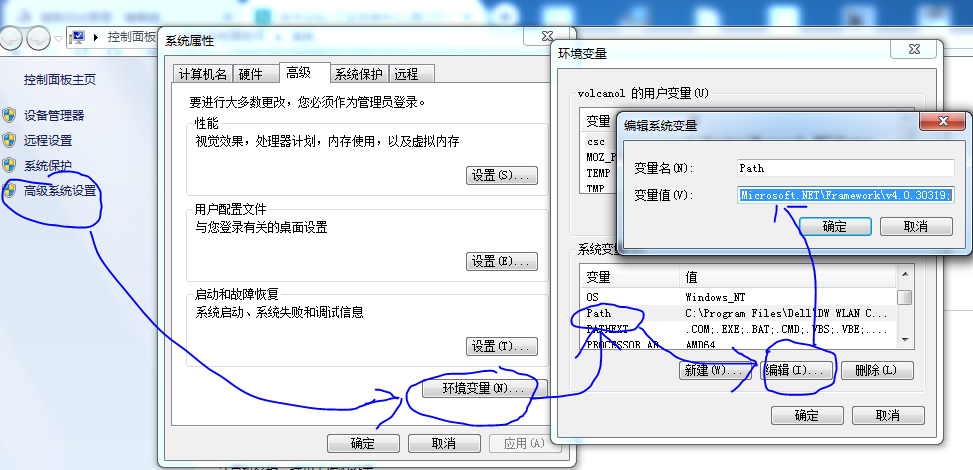 控制面板
控制面板主页
设备管理器
远程设置
系统保护
高级系统设置
系统属性
计算机名 硬件 高级 系统保护 远程
要进行大多数更改，您必须作为管理员登录。
性能
视觉效果，处理器计划，内存使用，以及虚拟内存
设置(S)...
用户配置文件
与您登录有关的桌面设置
设置(E)...
启动和故障恢复
系统启动、系统失败和调试信息
设置(T)...
环境变量(N)...
确定 取消 应用(A)
环境变量
volcanol 的用户变量(U)
变量
csc
MOZ_P
TEMP
TMP
编辑系统变量
变量名(N): Path
变量值(V): Microsoft.NET\Framework\v4.0.30319;
确定 取消
系统变
变量 值
OS Windows_NT
Path C:\Program Files\Dell\DW WLAN C...
PATHEXT .COM;.EXE;.BAT;.CMD;.VBS;.VBE;....
PROCESSOR_AR AMD64
新建(W)... 编辑(I)... 删除(L)
确定 取消